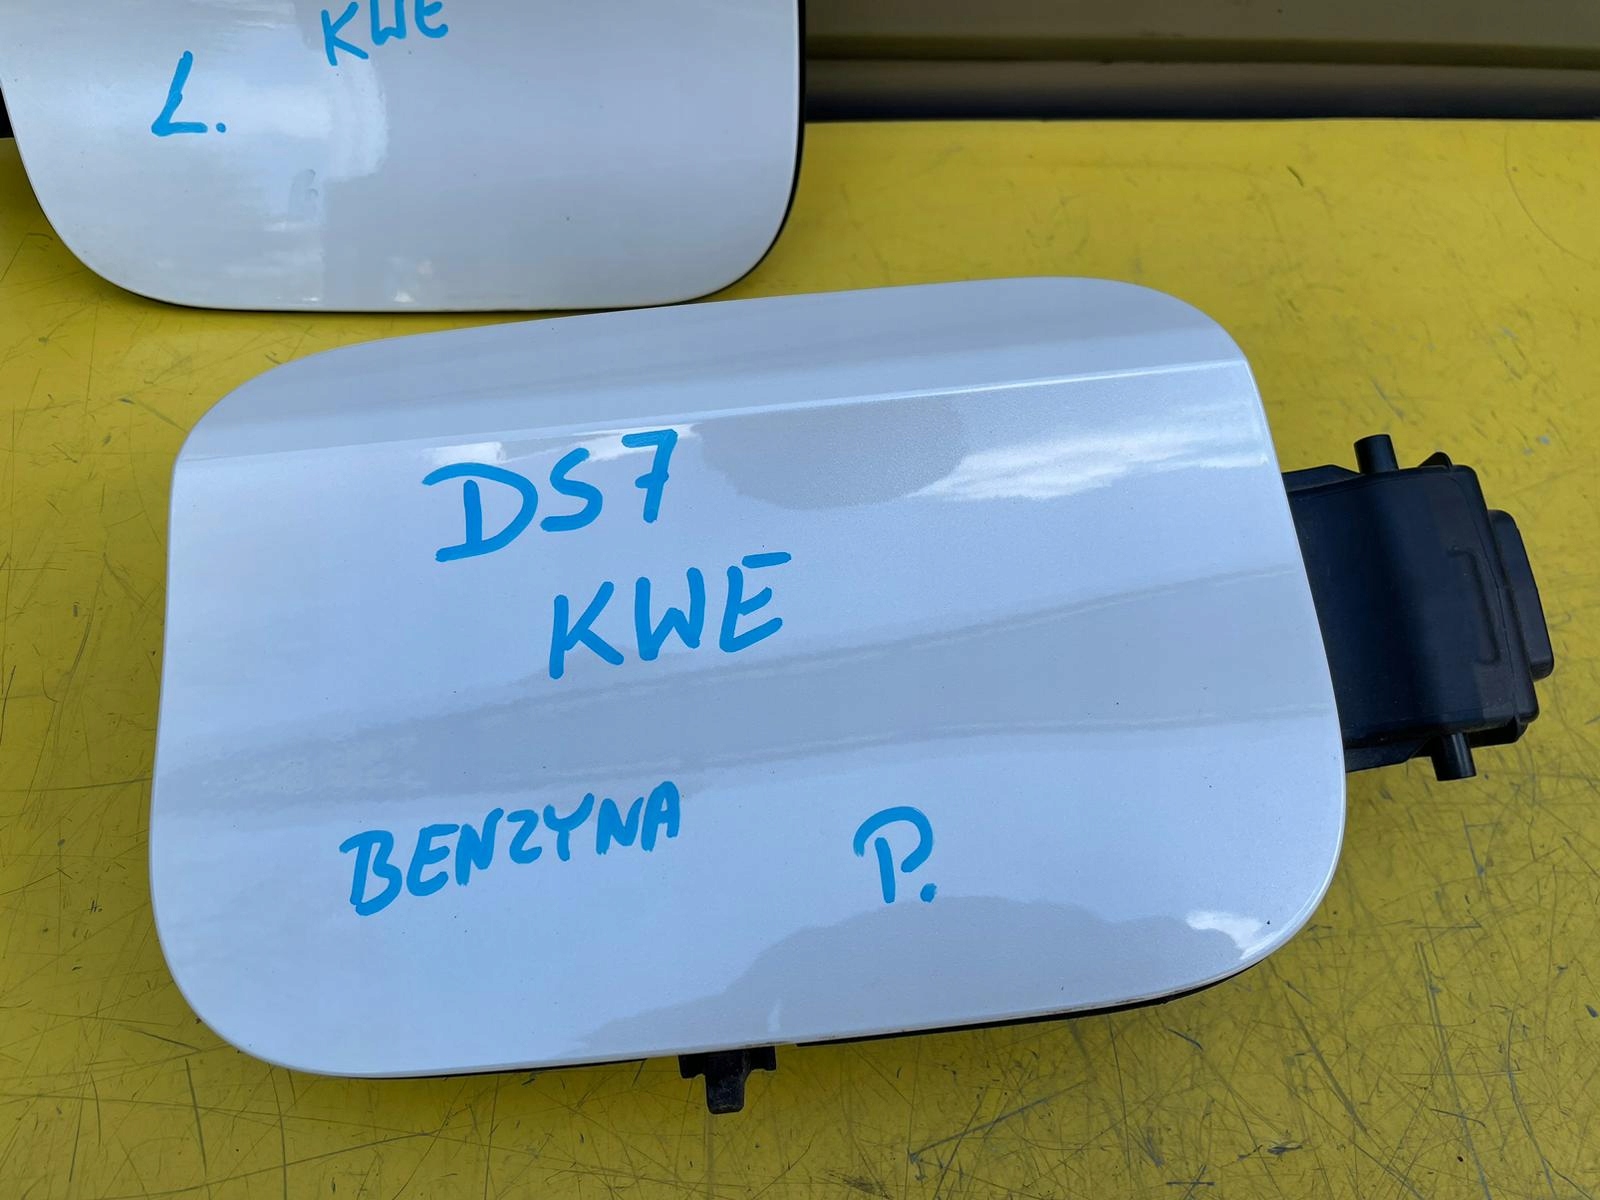 KWE
L.
DS7
KWE
BENZYNA P.